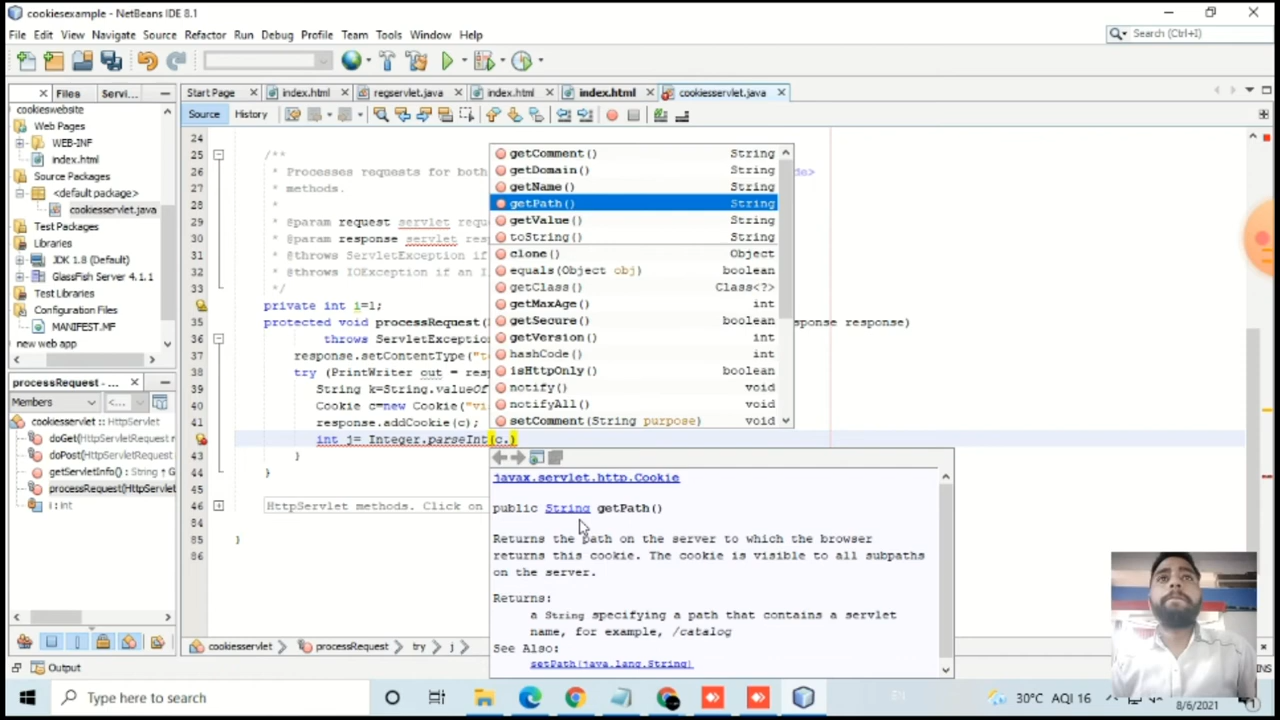 cookiesexample - NetBeans IDE 8.1
File Edit View Navigate Source Refactor Run Debug Profile Team Tools Window Help
Search (Ctrl+I)
Files Servi...
Start Page index.html regservlet.java index.html index.html cookiesservlet.java
Source History
cookieswebsite
Web Pages
WEB-INF
index.html
Source Packages
<default package>
cookiesservlet.java
Test Packages
Libraries
JDK 1.8 (Default)
GlassFish Server 4.1.1
Test Libraries
Configuration Files
MANIFEST.MF
new web app
processRequest - ...
Members <...
cookiesservlet :: HttpServlet
doGet(HttpServletRequest
doPost(HttpServletRequest
getServletInfo() : String
processRequest(HttpServlet
i : int
24
25 /**
26 * Processes requests for both de>
27 * methods.
28 *
29 * @param request servlet requ
30 * @param response servlet res
31 * @throws ServletException if
32 * @throws IOException if an I
33 */
private int i=1;
35 protected void processRequest( sponse response)
36 throws ServletException
37 response.setContentType("t
38 try (PrintWriter out = resp
39 String k=String.valueOf
40 Cookie c=new Cookie("vi
41 response.addCookie(c);
int j= Integer.parseInt(c.)
43 }
44 }
45
46 HttpServlet methods. Click on
84
85 }
86
getComment() String
getDomain() String
getName() String
getPath() String
getValue() String
toString() String
clone() Object
equals(Object obj) boolean
getClass() Class<?>
getMaxAge() int
getSecure() boolean
getVersion() int
hashCode() int
isHttpOnly() boolean
notify() void
notifyAll() void
setComment(String purpose) void
javax.servlet.http.Cookie
public String getPath()
Returns the path on the server to which the browser
returns this cookie. The cookie is visible to all subpaths
on the server.
Returns:
a String specifying a path that contains a servlet
name, for example, /catalog
See Also:
setPath(java.lang.String)
cookiesservlet processRequest try j
Output
INS
Type here to search
EN
30°C AQI 16
8/6/2021